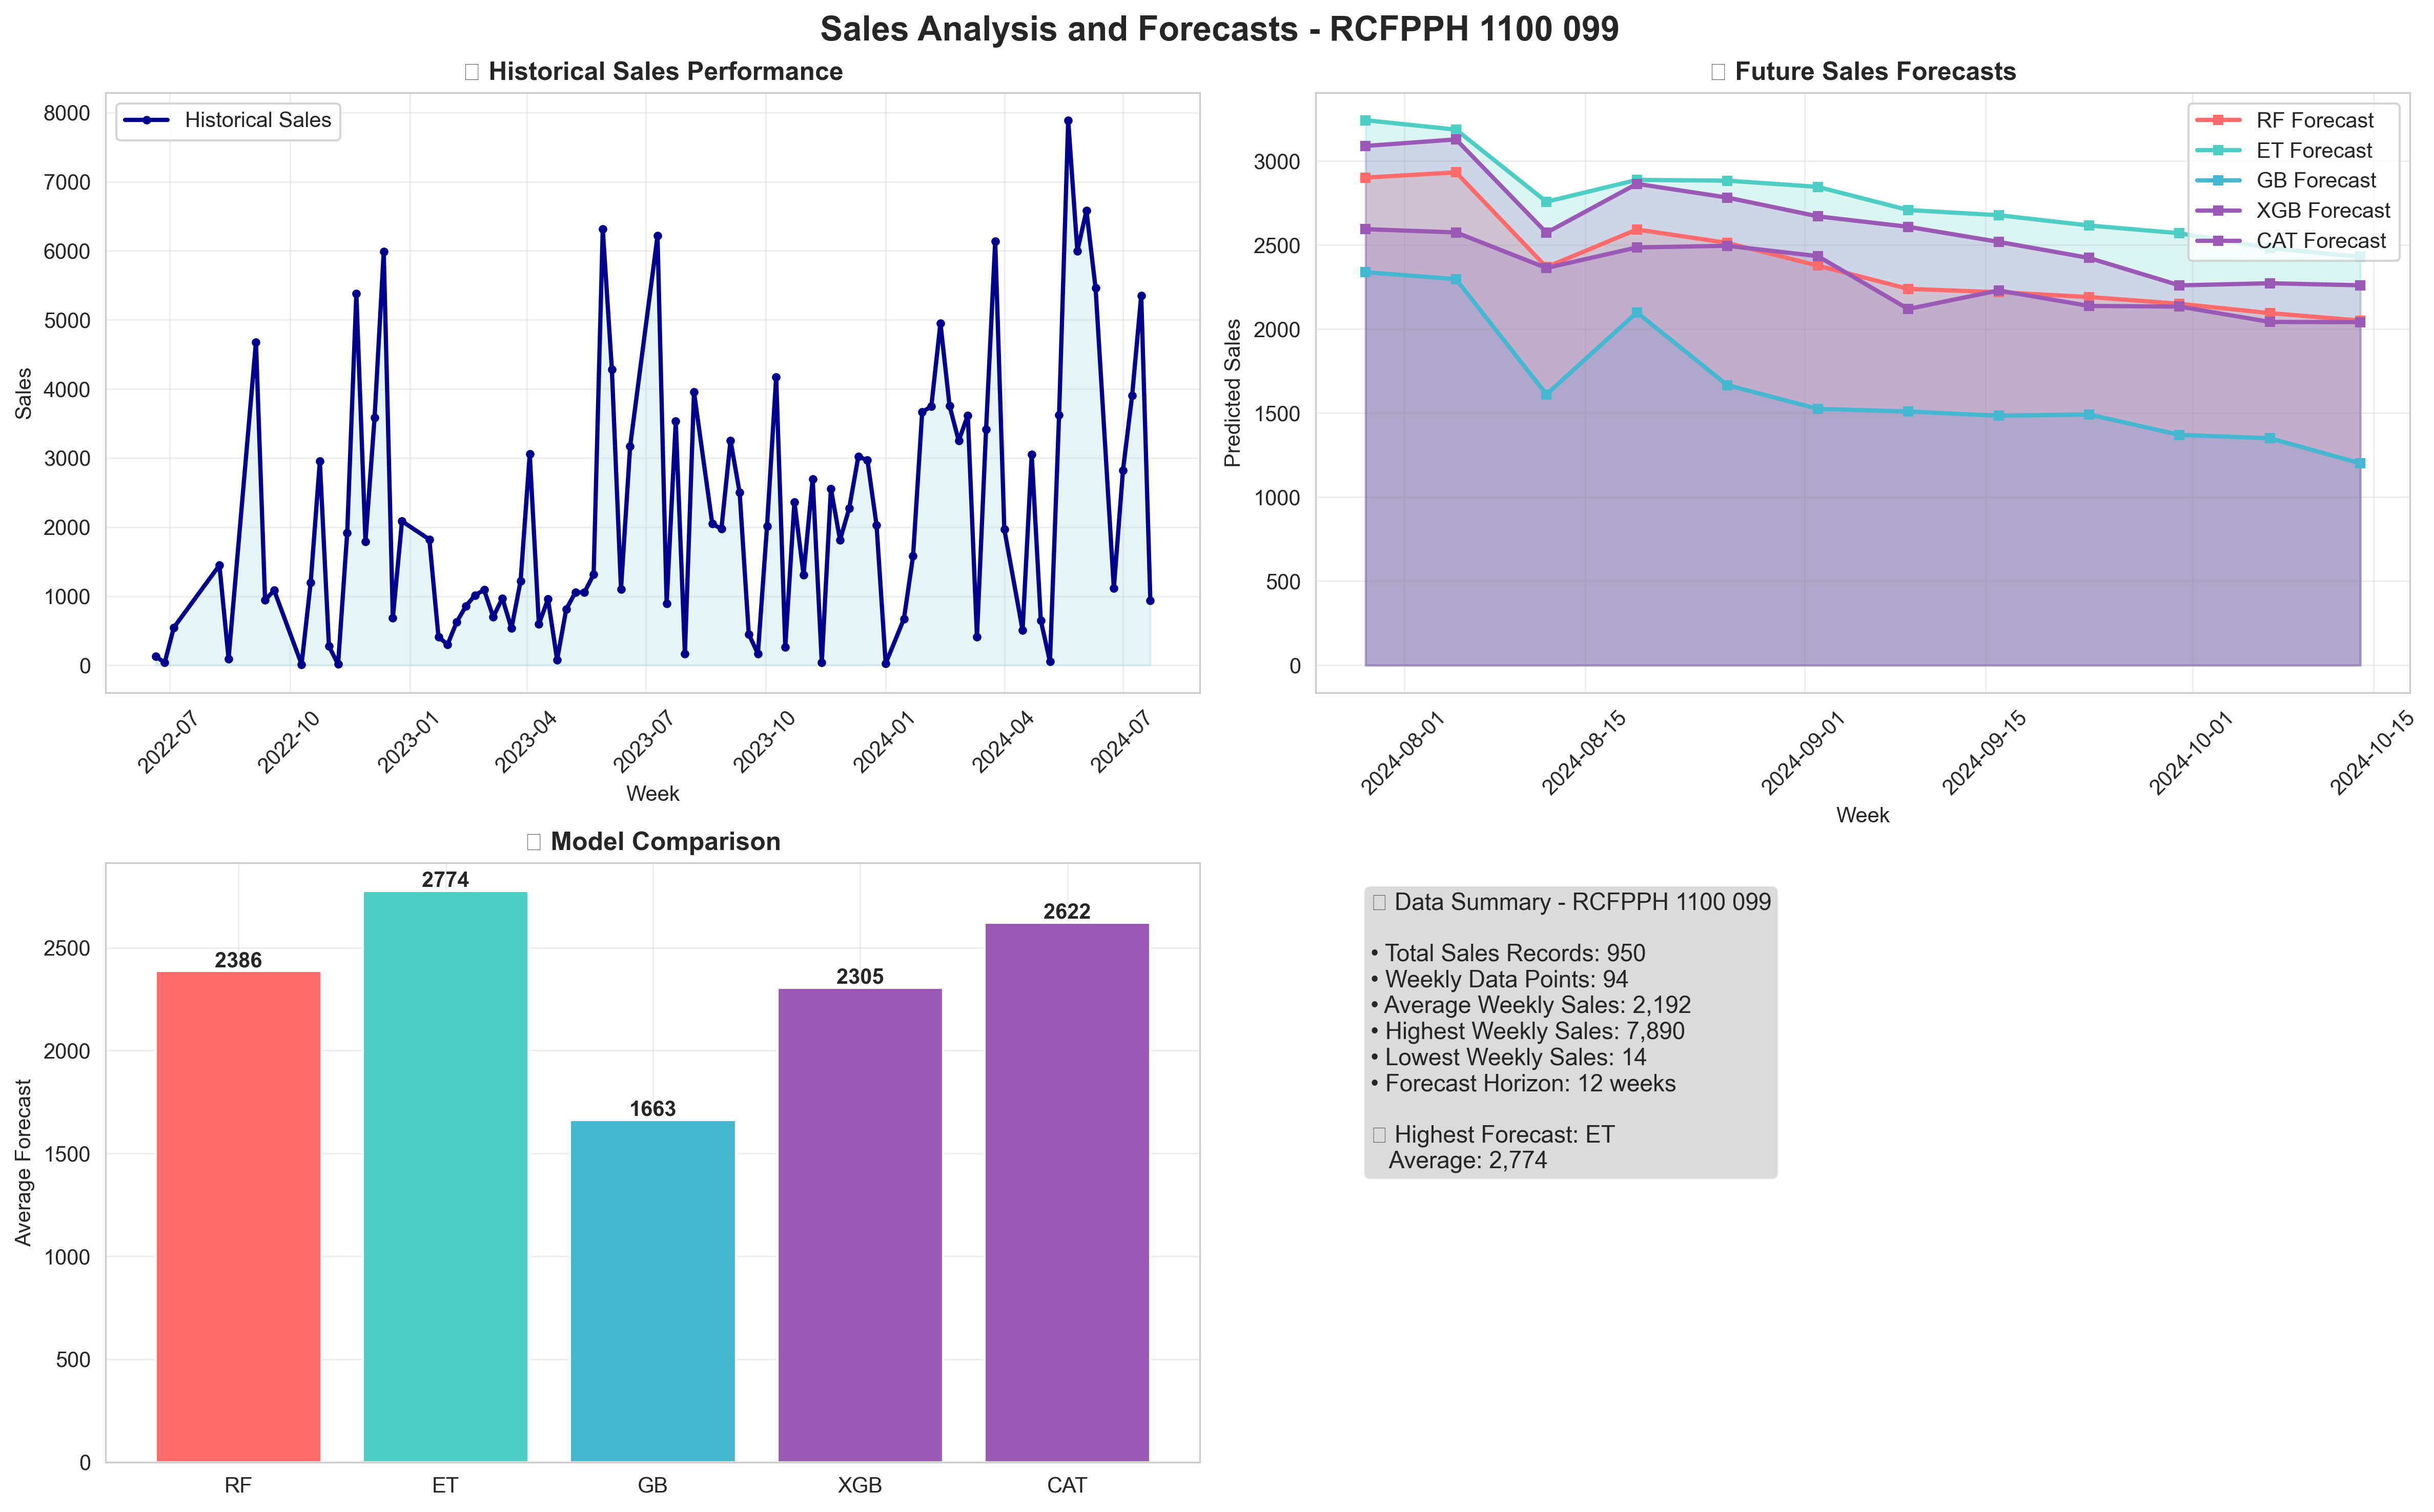 Sales Analysis and Forecasts - RCFPPH 1100 099
Historical Sales Performance
Historical Sales
8000
7000
6000
5000
4000
3000
2000
1000
0
Sales
2022-07
2022-10
2023-01
2023-04
2023-07
2023-10
2024-01
2024-04
2024-07
Week
Future Sales Forecasts
RF Forecast
ET Forecast
GB Forecast
XGB Forecast
CAT Forecast
3000
2500
2000
1500
1000
500
0
Predicted Sales
2024-08-01
2024-08-15
2024-09-01
2024-09-15
2024-10-01
2024-10-15
Week
Model Comparison
2386
2774
1663
2305
2622
2500
2000
1500
1000
500
0
Average Forecast
RF
ET
GB
XGB
CAT
Data Summary - RCFPPH 1100 099
• Total Sales Records: 950
• Weekly Data Points: 94
• Average Weekly Sales: 2,192
• Highest Weekly Sales: 7,890
• Lowest Weekly Sales: 14
• Forecast Horizon: 12 weeks
Highest Forecast: ET
Average: 2,774